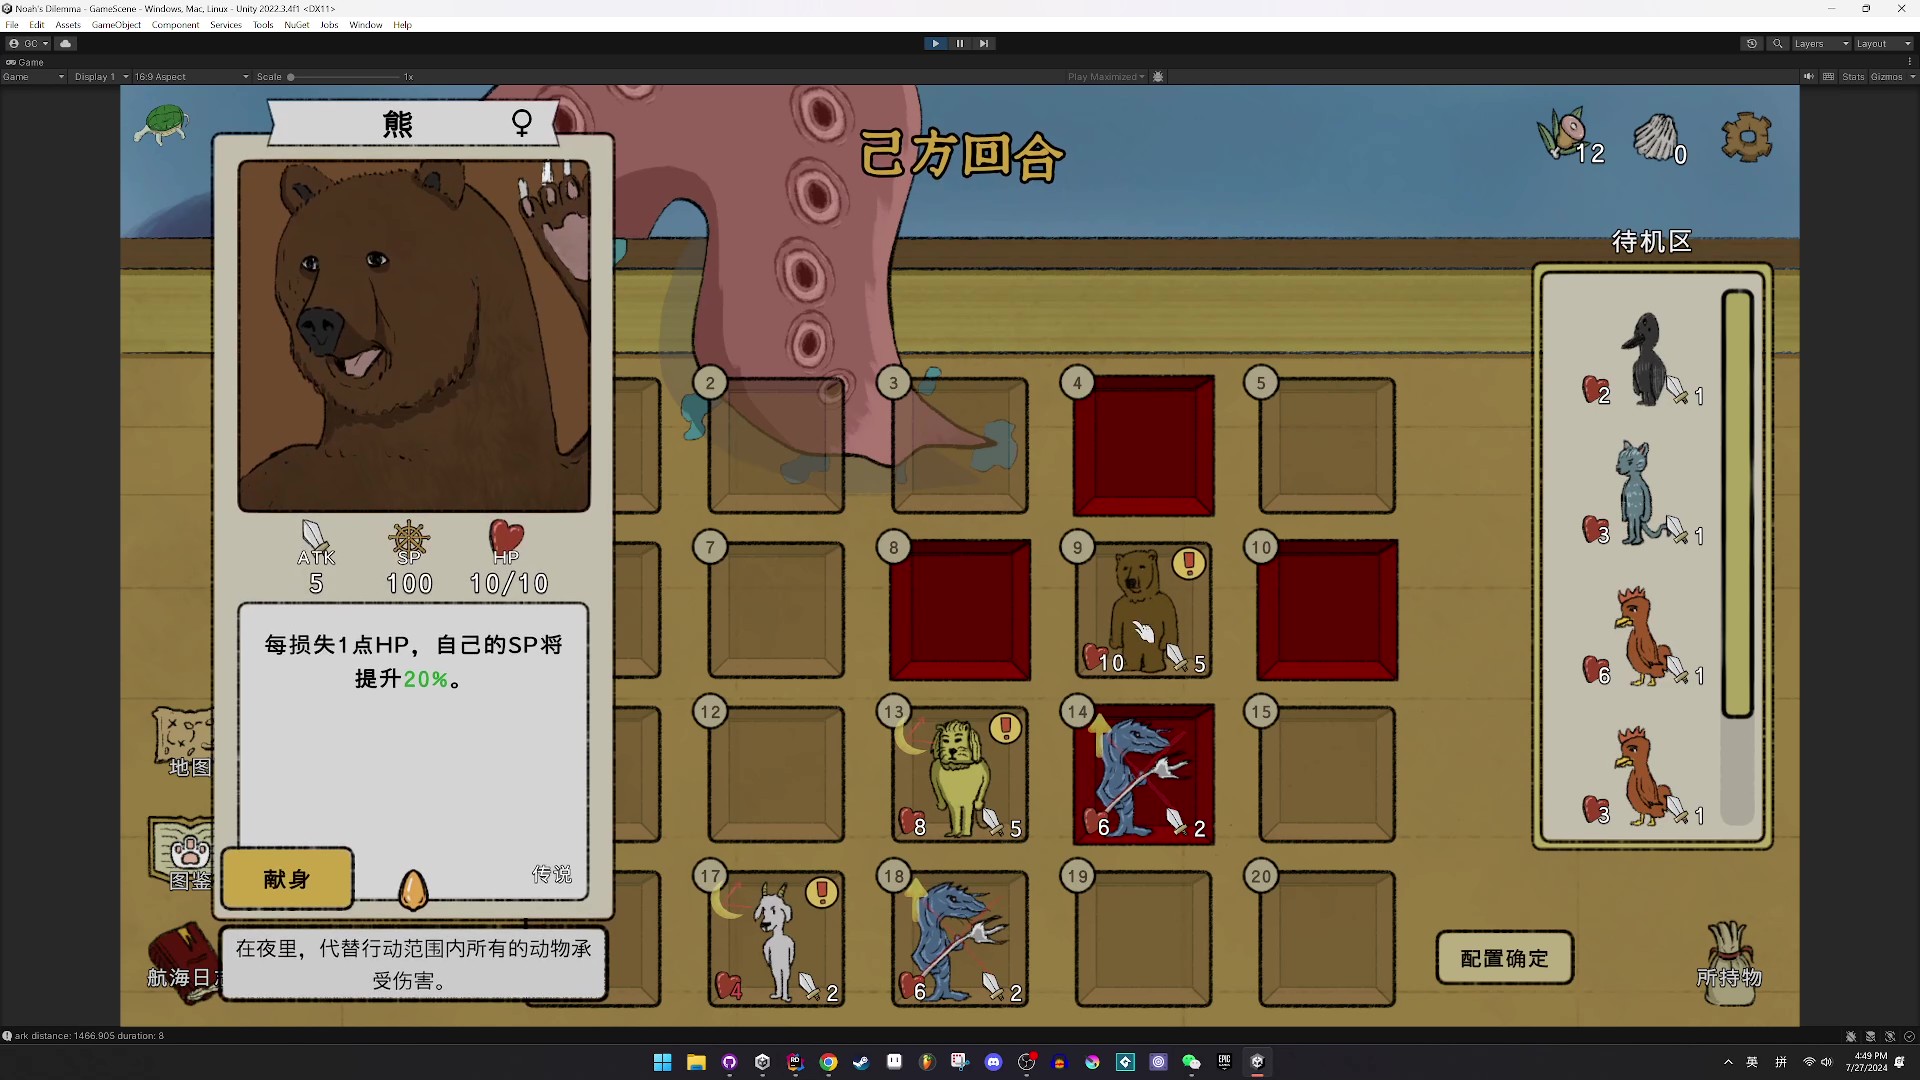 Noah's Dilemma - GameScene - Windows, Mac, Linux - Unity 2022.3.4f1 <DX11>
File Edit Assets GameObject Component Services Tools NuGet Jobs Window Help
GC Layers Layout
Game
Game Display 1 16:9 Aspect Scale 1x Play Maximized Stats Gizmos
熊
己方回合
12
0
待机区
2 1
3 1
6 1
3 1
2
3
4
5
7
8
9
10
10 5
ATK
5
SP
100
HP
10/10
每损失1点HP，自己的SP将
提升20%。
12
13
14
15
8 5
6 2
17
18
19
20
4 2
6 2
地图
图鉴
航海日
献身
传说
在夜里，代替行动范围内所有的动物承
受伤害。
配置确定
所持物
ark distance: 1466.905 duration: 8
英 拼
4:49 PM
7/27/2024